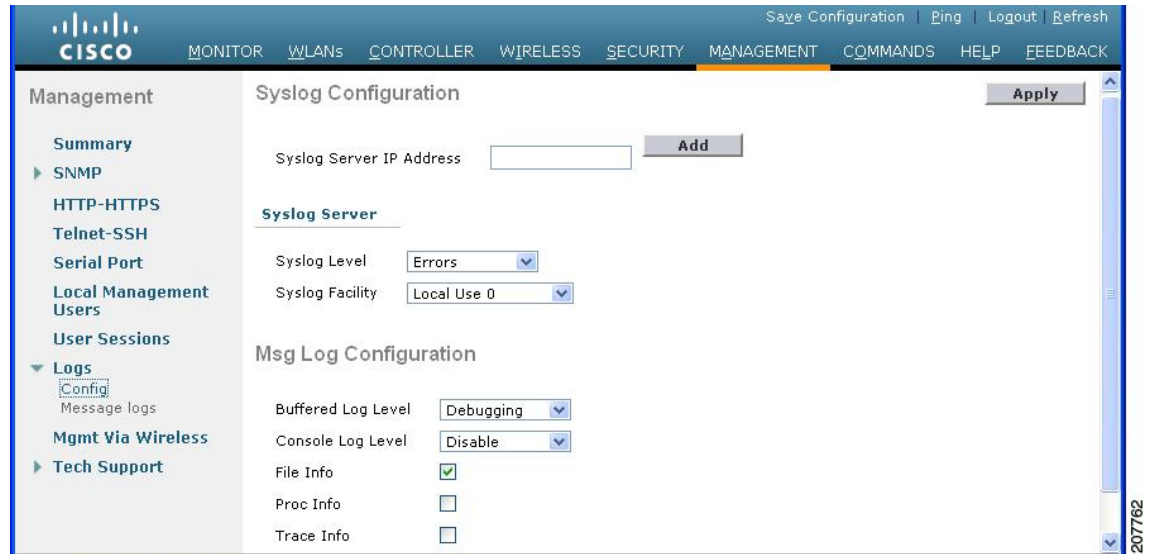 Save Configuration | Ping | Logout | Refresh
CISCO
MONITOR WLANs CONTROLLER WIRELESS SECURITY MANAGEMENT COMMANDS HELP FEEDBACK
Management
Summary
SNMP
HTTP-HTTPS
Telnet-SSH
Serial Port
Local Management
Users
User Sessions
Logs
Config
Message logs
Mgmt Via Wireless
Tech Support
Syslog Configuration
Apply
Syslog Server IP Address
Add
Syslog Server
Syslog Level Errors
Syslog Facility Local Use 0
Msg Log Configuration
Buffered Log Level Debugging
Console Log Level Disable
File Info
Proc Info
Trace Info
207762